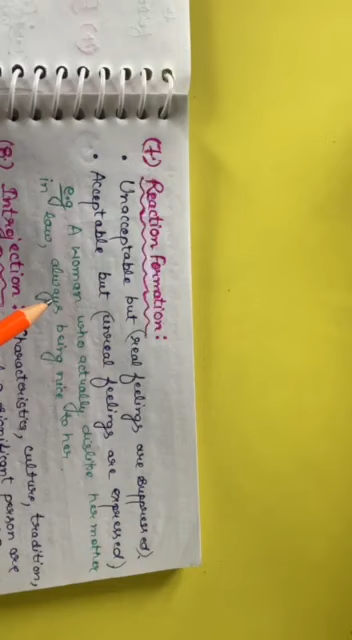 (7.) Reaction Formation:
• Unacceptable but (real feelings are suppressed)
• Acceptable but (unreal feelings are expressed)
eg. A woman who actually dislike her mother
in law, always being nice to her.
(8.) Introjection: Characteristics, culture, tradition,
significant person are